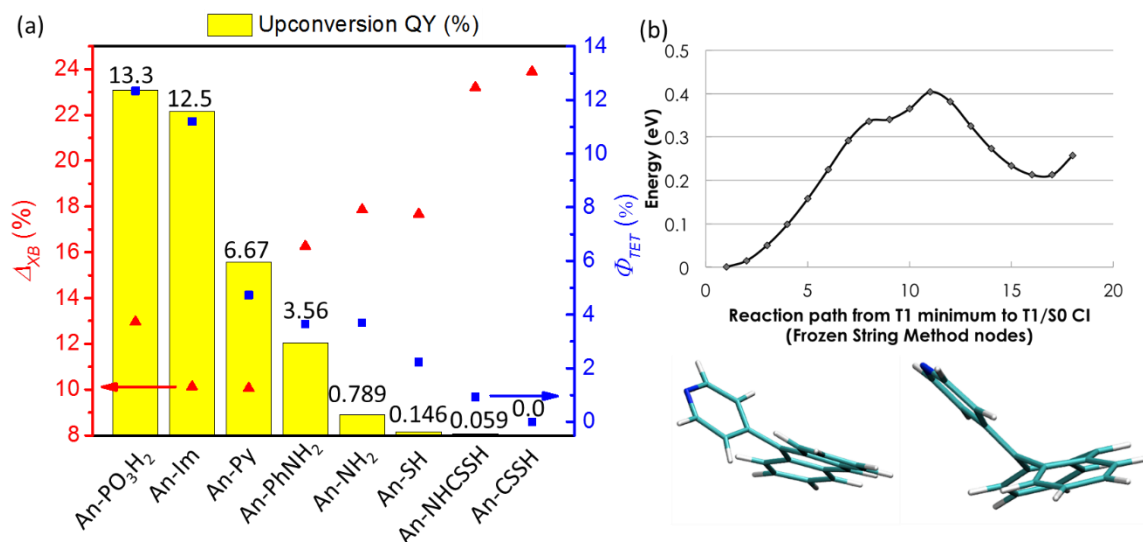 (a)
Upconversion QY (%)
24
22
20
18
16
14
12
10
8
Δ_XB (%)
13.3
12.5
6.67
3.56
0.789
0.146
0.059
0.0
14
12
10
8
6
4
2
0
Φ_TET (%)
An-PO₃H₂
An-Im
An-Py
An-PhNH₂
An-NH₂
An-SH
An-NHCSSH
An-CSSH
(b)
0.5
0.4
0.3
0.2
0.1
0
Energy (eV)
0 5 10 15 20
Reaction path from T1 minimum to T1/S0 CI
(Frozen String Method nodes)